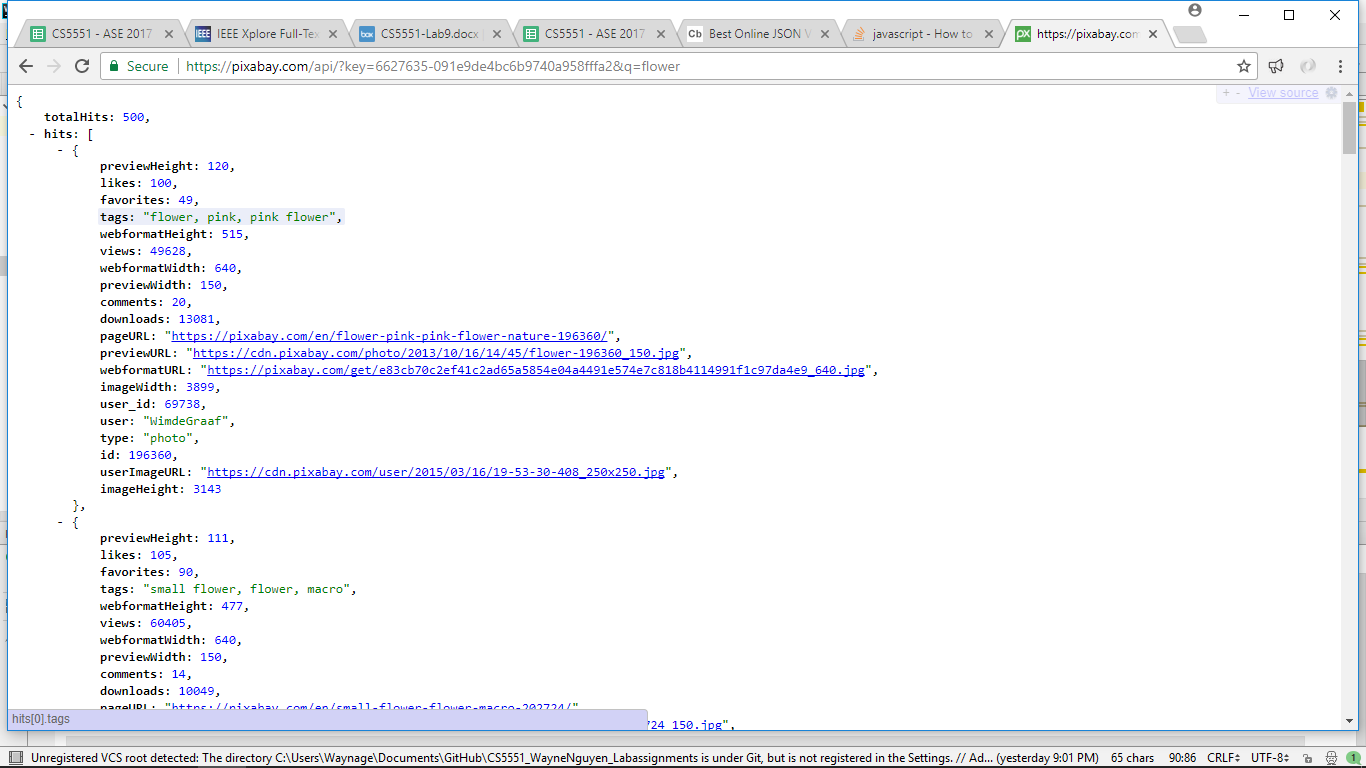 CS5551 - ASE 2017
IEEE Xplore Full-Te
CS5551-Lab9.docx
CS5551 - ASE 2017
Best Online JSON V
javascript - How to
https://pixabay.com
Secure https://pixabay.com/api/?key=6627635-091e9de4bc6b9740a958fffa2&q=flower
+ - View source
{
totalHits: 500,
- hits: [
- {
previewHeight: 120,
likes: 100,
favorites: 49,
tags: "flower, pink, pink flower",
webformatHeight: 515,
views: 49628,
webformatWidth: 640,
previewWidth: 150,
comments: 20,
downloads: 13081,
pageURL: "https://pixabay.com/en/flower-pink-pink-flower-nature-196360/",
previewURL: "https://cdn.pixabay.com/photo/2013/10/16/14/45/flower-196360_150.jpg",
webformatURL: "https://pixabay.com/get/e83cb70c2ef41c2ad65a5854e04a4491e574e7c818b4114991f1c97da4e9_640.jpg",
imageWidth: 3899,
user_id: 69738,
user: "WimdeGraaf",
type: "photo",
id: 196360,
userImageURL: "https://cdn.pixabay.com/user/2015/03/16/19-53-30-408_250x250.jpg",
imageHeight: 3143
},
- {
previewHeight: 111,
likes: 105,
favorites: 90,
tags: "small flower, flower, macro",
webformatHeight: 477,
views: 60405,
webformatWidth: 640,
previewWidth: 150,
comments: 14,
downloads: 10049,
pageURL: "https://pixabay.com/en/small-flower-flower-macro-202724/"
hits[0].tags
724_150.jpg",
Unregistered VCS root detected: The directory C:\Users\Waynage\Documents\GitHub\CS5551_WayneNguyen_Labassignments is under Git, but is not registered in the Settings. // Ad... (yesterday 9:01 PM) 65 chars 90:86 CRLF UTF-8 1